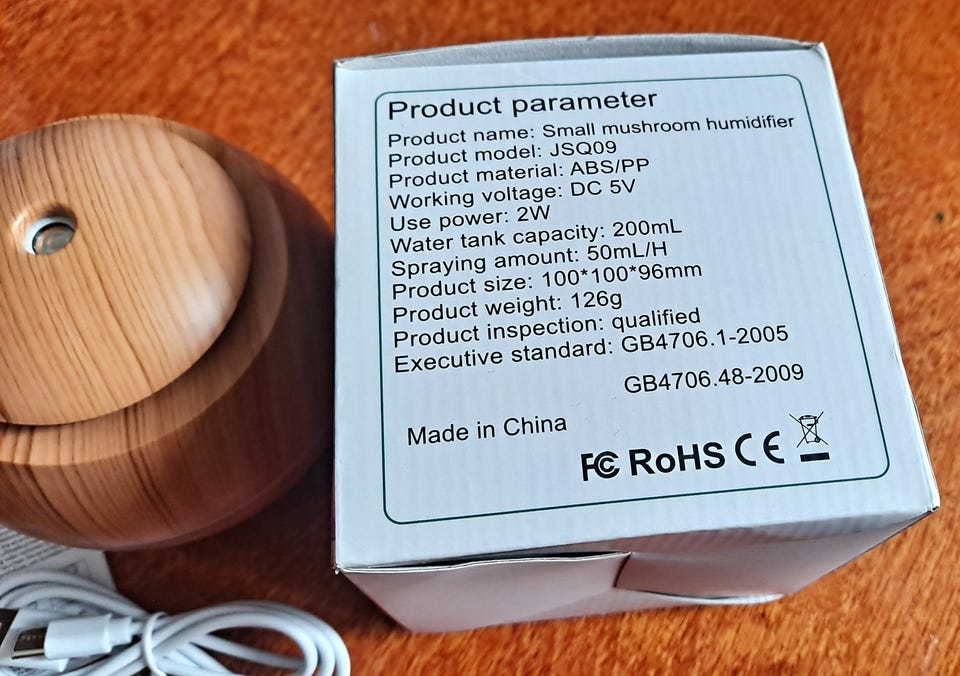 Product parameter
Product name: Small mushroom humidifier
Product model: JSQ09
Product material: ABS/PP
Working voltage: DC 5V
Use power: 2W
Water tank capacity: 200mL
Spraying amount: 50mL/H
Product size: 100*100*96mm
Product weight: 126g
Product inspection: qualified
Executive standard: GB4706.1-2005
GB4706.48-2009
Made in China
FC RoHS CE